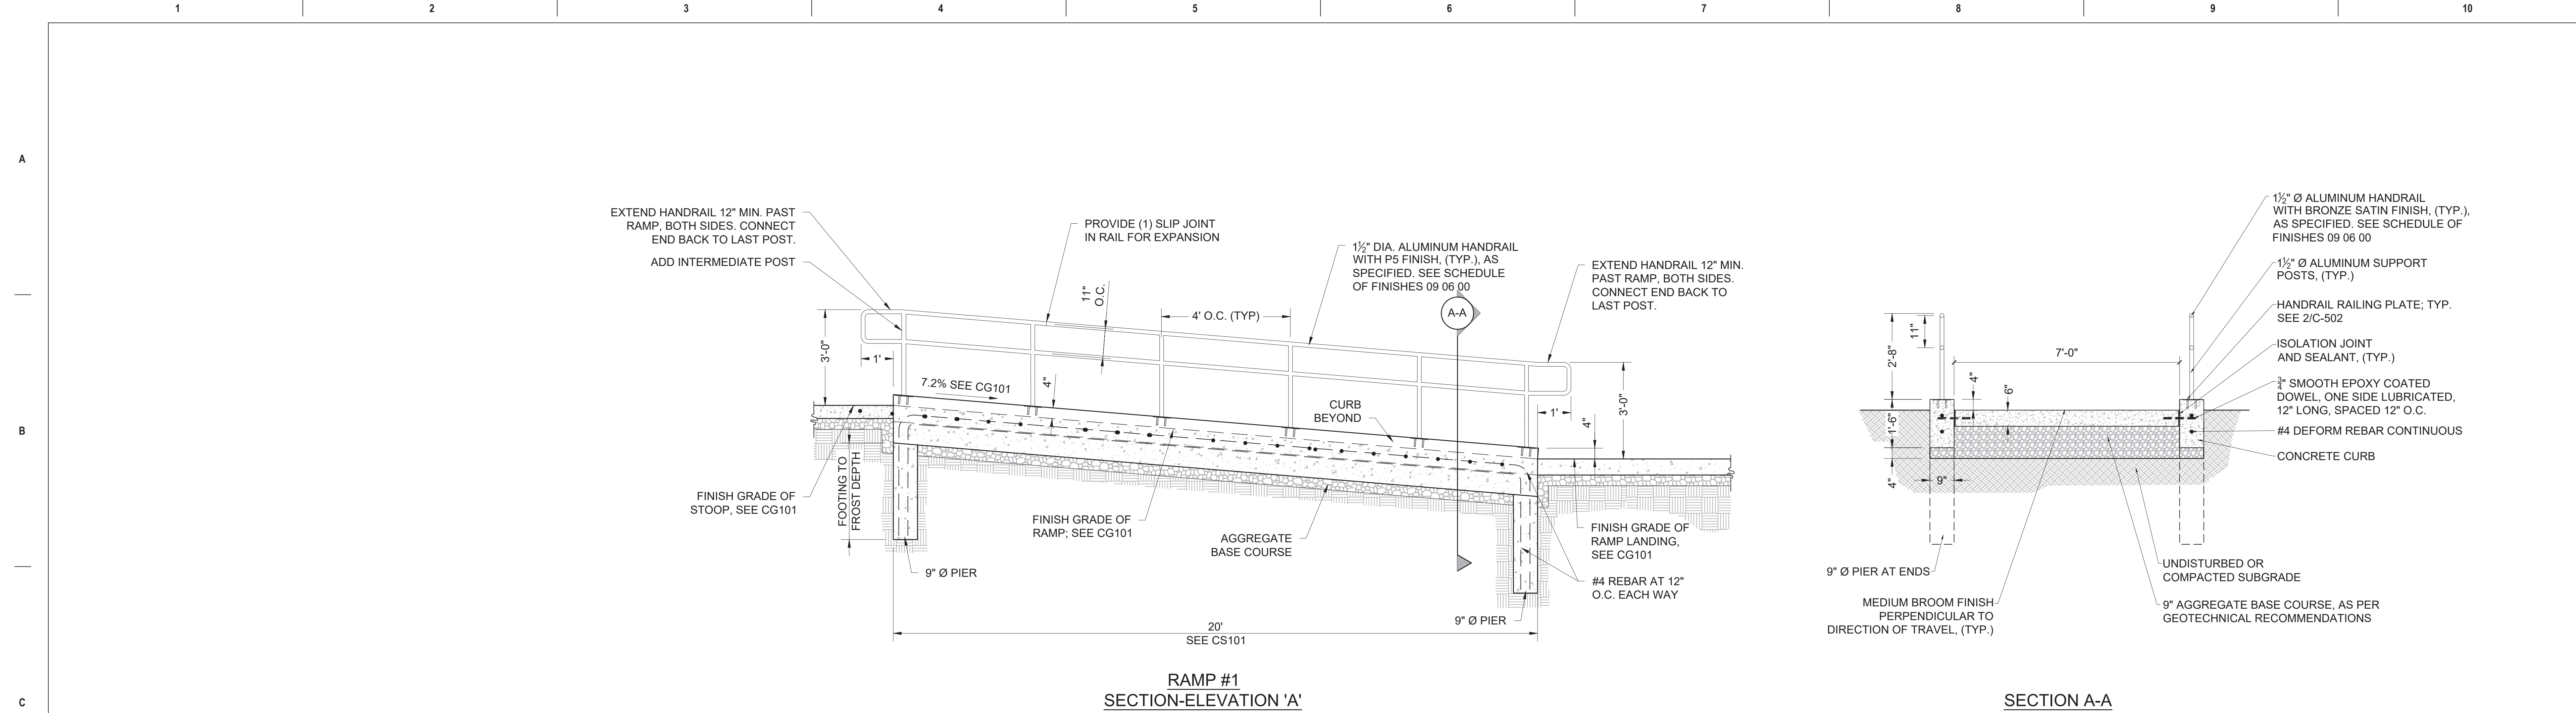 1 2 3 4 5 6 7 8 9 10
A
B
C
EXTEND HANDRAIL 12" MIN. PAST
RAMP, BOTH SIDES. CONNECT
END BACK TO LAST POST.
ADD INTERMEDIATE POST
PROVIDE (1) SLIP JOINT
IN RAIL FOR EXPANSION
1½" DIA. ALUMINUM HANDRAIL
WITH P5 FINISH, (TYP.), AS
SPECIFIED. SEE SCHEDULE
OF FINISHES 09 06 00
EXTEND HANDRAIL 12" MIN.
PAST RAMP, BOTH SIDES.
CONNECT END BACK TO
LAST POST.
11"
O.C.
4' O.C. (TYP)
A-A
3'-0"
1'
7.2% SEE CG101
4"
CURB
BEYOND
1'
4"
3'-0"
FOOTING TO
FROST DEPTH
FINISH GRADE OF
STOOP, SEE CG101
FINISH GRADE OF
RAMP; SEE CG101
AGGREGATE
BASE COURSE
FINISH GRADE OF
RAMP LANDING,
SEE CG101
#4 REBAR AT 12"
O.C. EACH WAY
9" Ø PIER
9" Ø PIER
20'
SEE CS101
RAMP #1
SECTION-ELEVATION 'A'
1½" Ø ALUMINUM HANDRAIL
WITH BRONZE SATIN FINISH, (TYP.),
AS SPECIFIED. SEE SCHEDULE OF
FINISHES 09 06 00
1½" Ø ALUMINUM SUPPORT
POSTS, (TYP.)
HANDRAIL RAILING PLATE; TYP.
SEE 2/C-502
ISOLATION JOINT
AND SEALANT, (TYP.)
¾" SMOOTH EPOXY COATED
DOWEL, ONE SIDE LUBRICATED,
12" LONG, SPACED 12" O.C.
#4 DEFORM REBAR CONTINUOUS
CONCRETE CURB
2'-8"
11"
7'-0"
4"
6"
1'-6"
4"
9"
9" Ø PIER AT ENDS
MEDIUM BROOM FINISH
PERPENDICULAR TO
DIRECTION OF TRAVEL, (TYP.)
UNDISTURBED OR
COMPACTED SUBGRADE
9" AGGREGATE BASE COURSE, AS PER
GEOTECHNICAL RECOMMENDATIONS
SECTION A-A